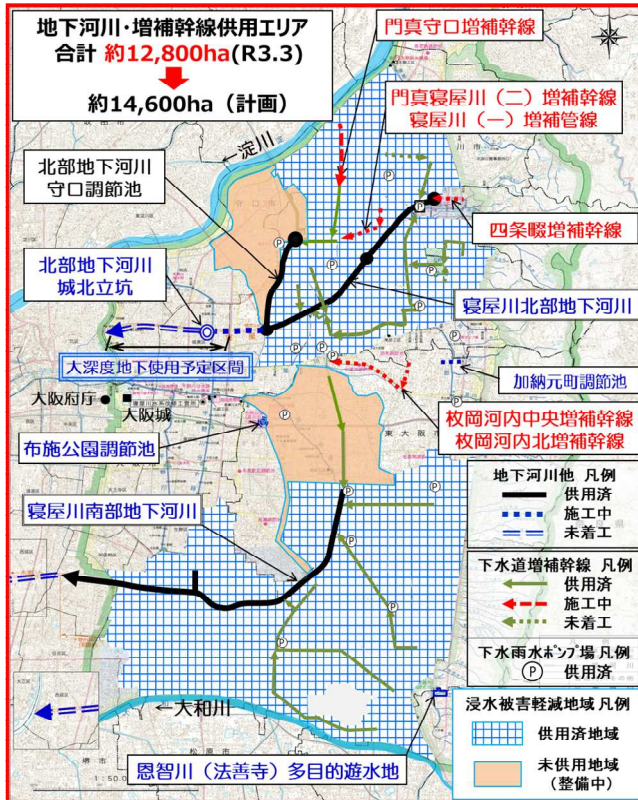 地下河川・増補幹線供用エリア
合計 約12,800ha(R3.3)
約14,600ha（計画）
門真守口増補幹線
門真寝屋川（二）増補幹線
寝屋川（一）増補管線
←淀川
北部地下河川
守口調節池
四条畷増補幹線
北部地下河川
城北立坑
寝屋川北部地下河川
大深度地下使用予定区間
加納元町調節池
大阪府庁
大阪城
枚岡河内中央増補幹線
枚岡河内北増補幹線
布施公園調節池
東大阪市
寝屋川南部地下河川
地下河川他 凡例
供用済
施工中
未着工
下水道増補幹線 凡例
供用済
施工中
未着工
下水雨水ポンプ場 凡例
P 供用済
←大和川
浸水被害軽減地域 凡例
供用済地域
未供用地域
（整備中）
恩智川（法善寺）多目的遊水地